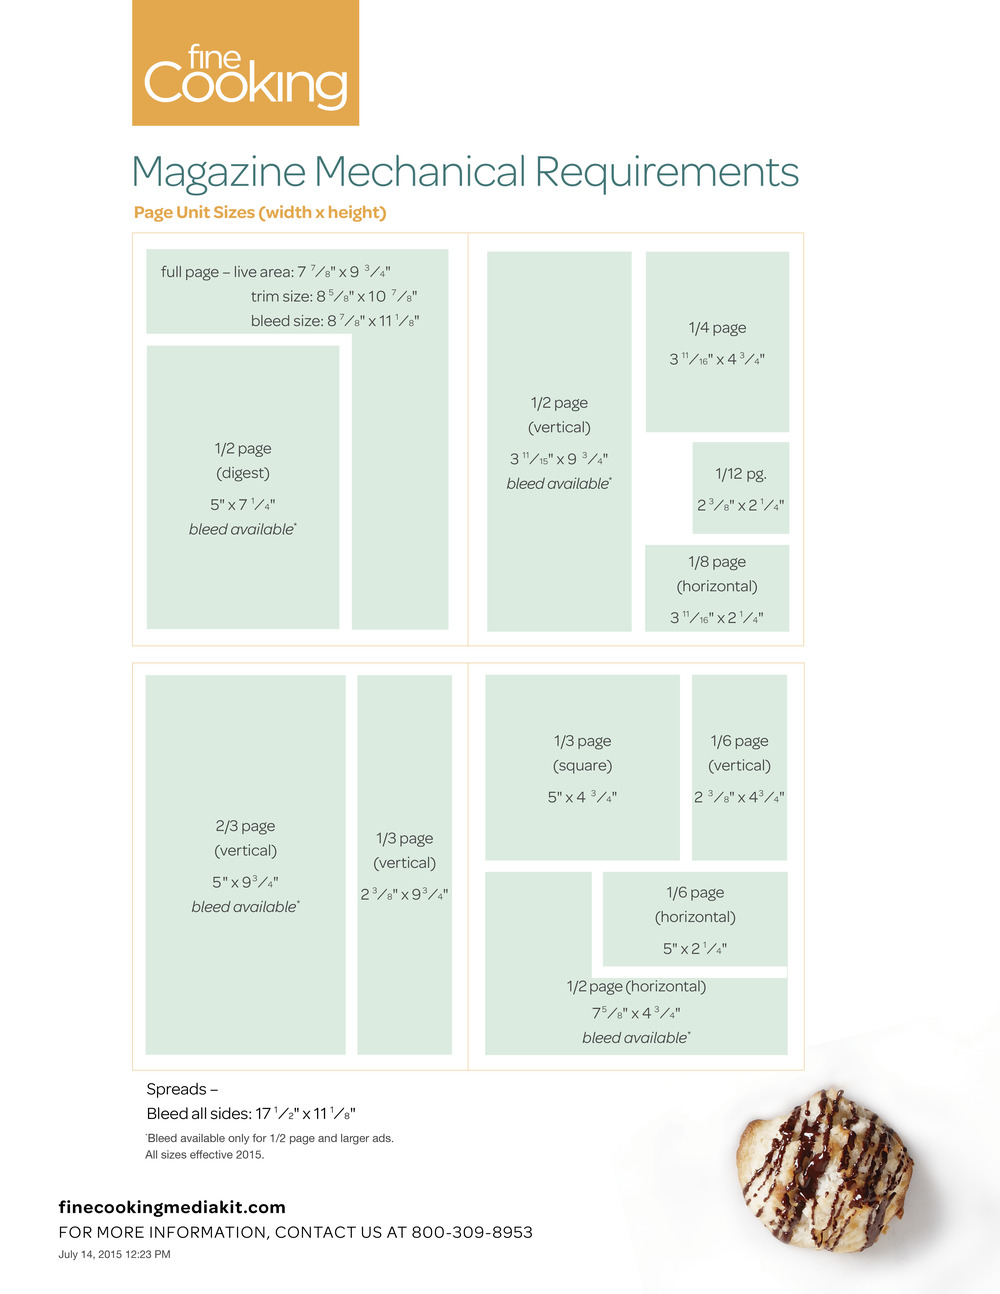 fine
Cooking
Magazine Mechanical Requirements
Page Unit Sizes (width x height)
full page – live area: 7 7/8" x 9 3/4"
trim size: 8 5/8" x 10 7/8"
bleed size: 8 7/8" x 11 1/8"
1/2 page
(digest)
5" x 7 1/4"
bleed available*
1/2 page
(vertical)
3 11/15" x 9 3/4"
bleed available*
1/4 page
3 11/16" x 4 3/4"
1/12 pg.
2 3/8" x 2 1/4"
1/8 page
(horizontal)
3 11/16" x 2 1/4"
2/3 page
(vertical)
5" x 9 3/4"
bleed available*
1/3 page
(vertical)
2 3/8" x 9 3/4"
1/3 page
(square)
5" x 4 3/4"
1/6 page
(vertical)
2 3/8" x 4 3/4"
1/6 page
(horizontal)
5" x 2 1/4"
1/2 page (horizontal)
7 5/8" x 4 3/4"
bleed available*
Spreads –
Bleed all sides: 17 1/2" x 11 1/8"
*Bleed available only for 1/2 page and larger ads.
All sizes effective 2015.
finecookingmediakit.com
FOR MORE INFORMATION, CONTACT US AT 800-309-8953
July 14, 2015 12:23 PM